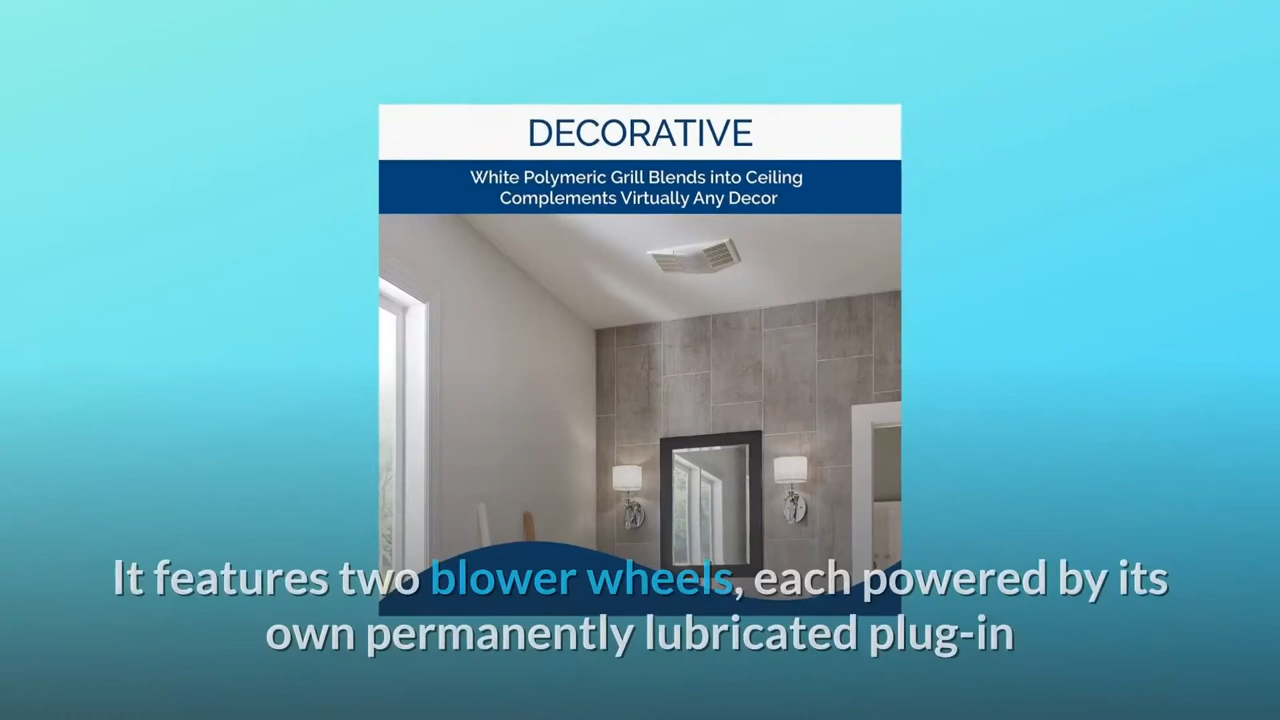 DECORATIVE
White Polymeric Grill Blends into Ceiling
Complements Virtually Any Decor
It features two blower wheels, each powered by its
own permanently lubricated plug-in